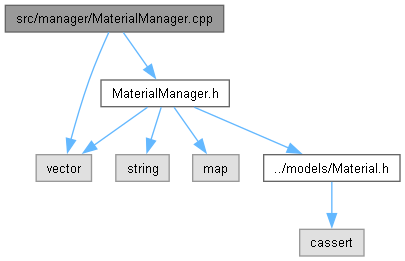 src/manager/MaterialManager.cpp
MaterialManager.h
vector
string
map
../models/Material.h
cassert